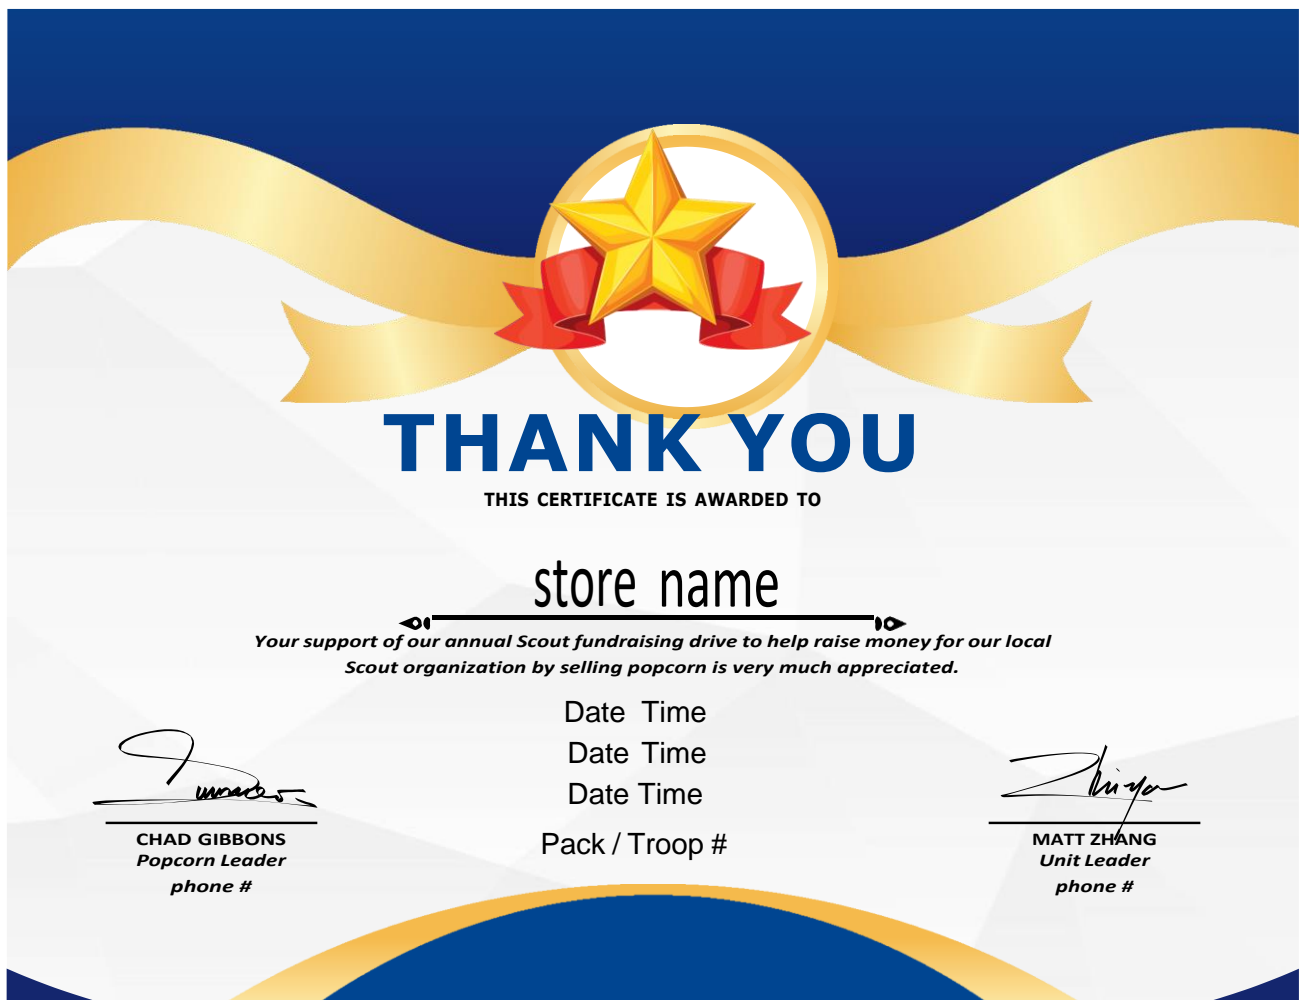 THANK YOU
THIS CERTIFICATE IS AWARDED TO
store name
Your support of our annual Scout fundraising drive to help raise money for our local
Scout organization by selling popcorn is very much appreciated.
Date Time
Date Time
Date Time
Pack / Troop #
CHAD GIBBONS
Popcorn Leader
phone #
MATT ZHANG
Unit Leader
phone #